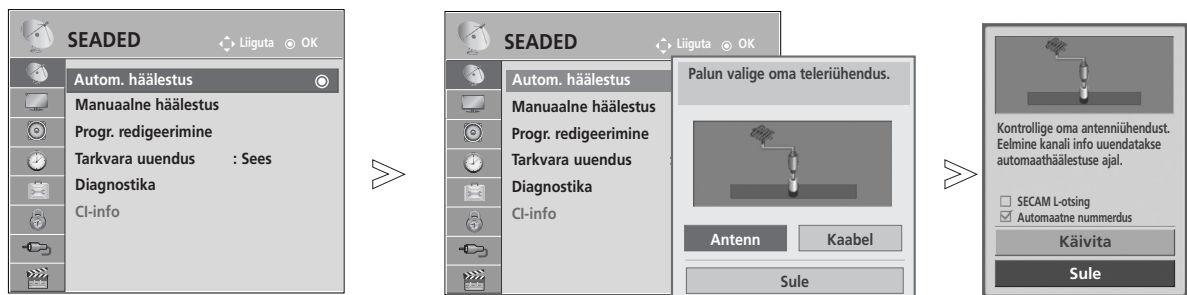 SEADED
Liiguta
OK
Autom. häälestus
Manuaalne häälestus
Progr. redigeerimine
Tarkvara uuendus : Sees
Diagnostika
CI-info
SEADED
Liiguta
OK
Autom. häälestus
Manuaalne häälestus
Progr. redigeerimine
Tarkvara uuendus :
Diagnostika
CI-info
Palun valige oma teleriühendus.
Antenn
Kaabel
Sule
Kontrollige oma antenniühendust.
Eelmine kanali info uuendatakse
automaathäälestuse ajal.
SECAM L-otsing
Automaatne nummerdus
Käivita
Sule